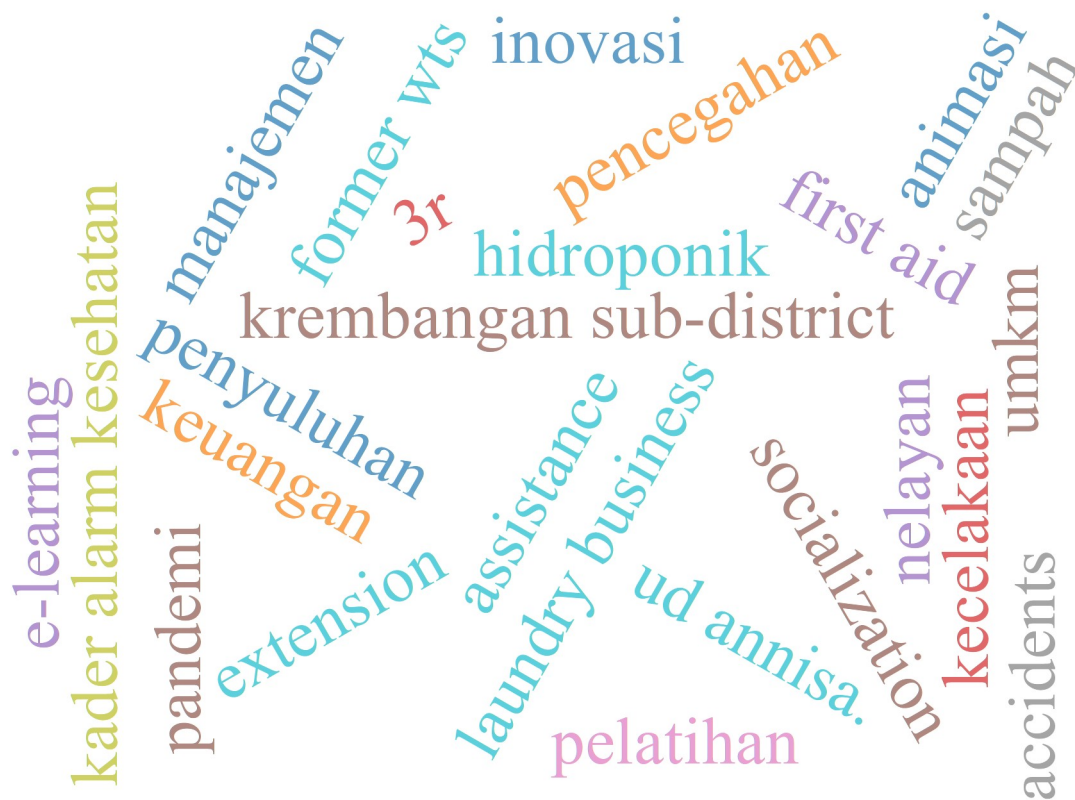 inovasi
manajemen
former wts
pencegahan
animasi
sampah
3r
first aid
hidroponik
krembangan sub-district
kader alarm kesehatan
penyuluhan
keuangan
e-learning
umkm
nelayan
kecelakaan
assistance
laundry business
socialization
pandemi
extension
ud annisa.
accidents
pelatihan